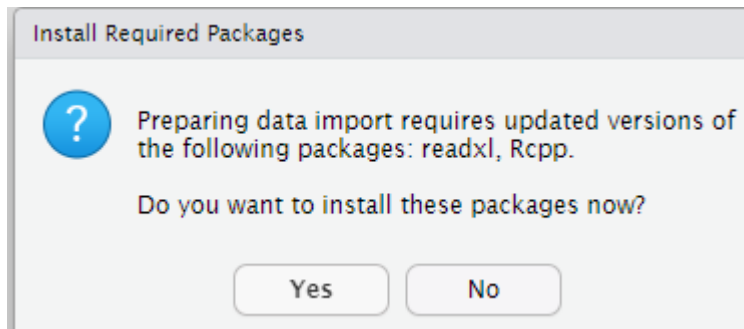 Install Required Packages
?
Preparing data import requires updated versions of
the following packages: readxl, Rcpp.
Do you want to install these packages now?
Yes No